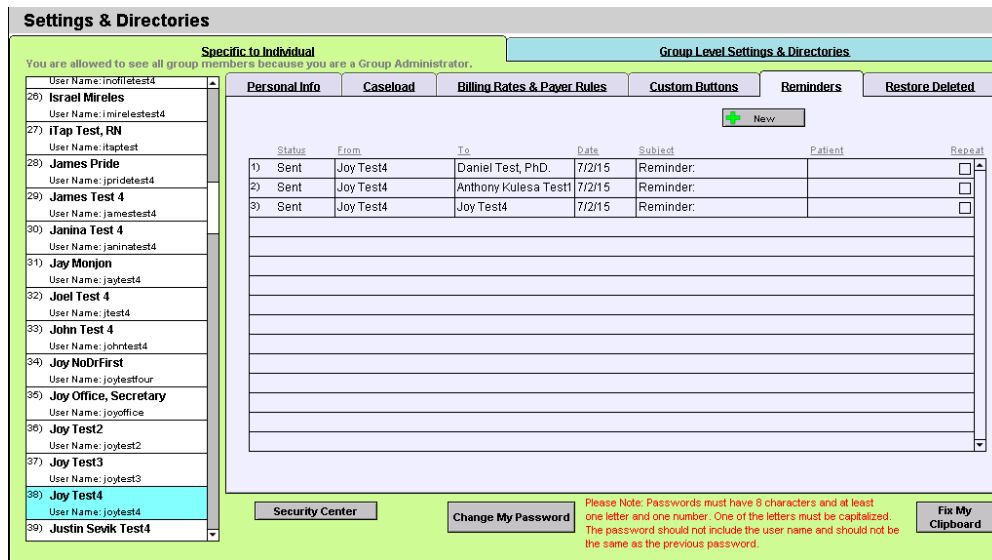 Settings & Directories
Specific to Individual
Group Level Settings & Directories
You are allowed to see all group members because you are a Group Administrator.
User Name: inofiletest4
26) Israel Mireles
User Name: imirelestest4
27) iTap Test, RN
User Name: itaptest
28) James Pride
User Name: jpridetest4
29) James Test 4
User Name: jamestest4
30) Janina Test 4
User Name: janinatest4
31) Jay Monjon
User Name: jaytest4
32) Joel Test 4
User Name: jtest4
33) John Test 4
User Name: johntest4
34) Joy NoDrFirst
User Name: joytestfour
35) Joy Office, Secretary
User Name: joyoffice
36) Joy Test2
User Name: joytest2
37) Joy Test3
User Name: joytest3
38) Joy Test4
User Name: joytest4
39) Justin Sevik Test4
Personal Info Caseload Billing Rates & Payer Rules Custom Buttons Reminders Restore Deleted
New
Status From To Date Subject Patient Repeat
1) Sent Joy Test4 Daniel Test, PhD. 7/2/15 Reminder:
2) Sent Joy Test4 Anthony Kulesa Test1 7/2/15 Reminder:
3) Sent Joy Test4 Joy Test4 7/2/15 Reminder:
Security Center
Change My Password
Please Note: Passwords must have 8 characters and at least
one letter and one number. One of the letters must be capitalized.
The password should not include the user name and should not be
the same as the previous password.
Fix My
Clipboard